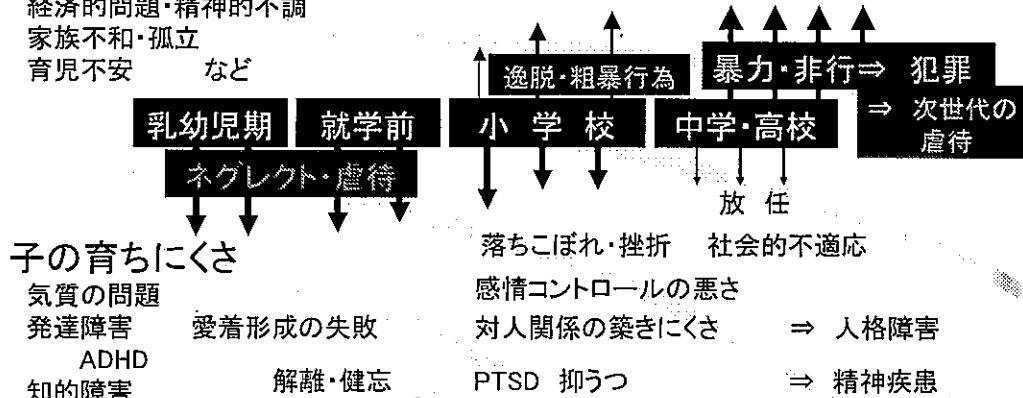 経済的問題・精神的不調
家族不和・孤立
育児不安　　など
逸脱・粗暴行為
暴力・非行⇒　犯罪
⇒　次世代の
虐待
乳幼児期
就学前
小　学　校
中学・高校
ネグレクト・虐待
放　任
落ちこぼれ・挫折　社会的不適応
子の育ちにくさ
気質の問題
感情コントロールの悪さ
発達障害　愛着形成の失敗　対人関係の築きにくさ　⇒　人格障害
ADHD
知的障害　解離・健忘　PTSD　抑うつ　⇒　精神疾患